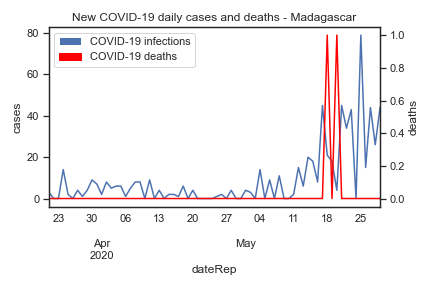 New COVID-19 daily cases and deaths - Madagascar
COVID-19 infections
COVID-19 deaths
cases
80
60
40
20
0
deaths
1.0
0.8
0.6
0.4
0.2
0.0
23 30 06 13 20 27 04 11 18 25
Apr May
2020
dateRep